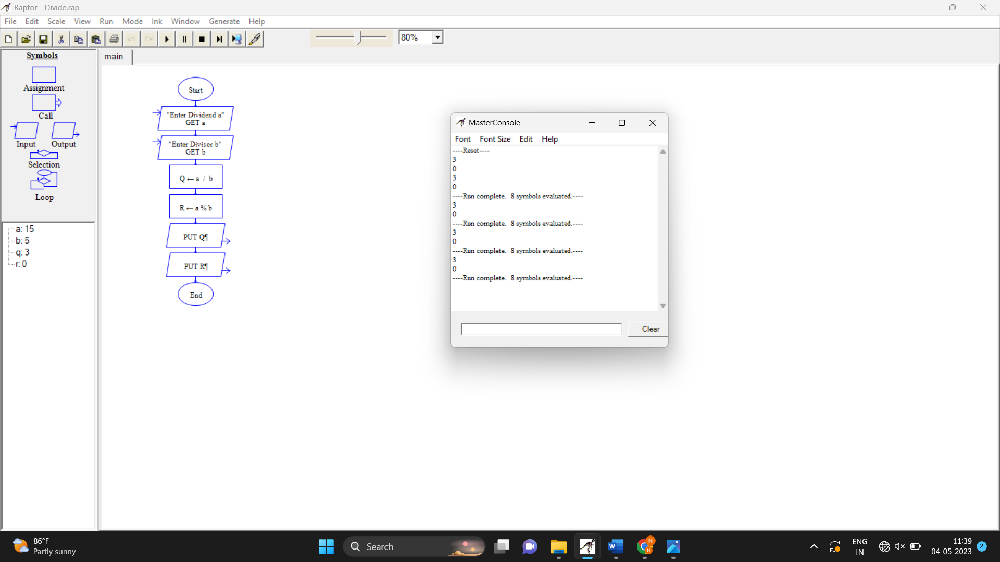 Raptor - Divide.rap
File Edit Scale View Run Mode Ink Window Generate Help
80%
Symbols
Assignment
Call
Input Output
Selection
Loop
a: 15
b: 5
q: 3
r: 0
main
Start
"Enter Dividend a"
GET a
"Enter Divisor b"
GET b
Q ← a / b
R ← a % b
PUT Q¶
PUT R¶
End
MasterConsole
Font Font Size Edit Help
----Reset----
3
0
3
0
----Run complete.  8 symbols evaluated.----
3
0
----Run complete.  8 symbols evaluated.----
3
0
----Run complete.  8 symbols evaluated.----
3
0
----Run complete.  8 symbols evaluated.----
Clear
86°F
Partly sunny
Search
W
N
N
ENG
IN
11:39
04-05-2023
2